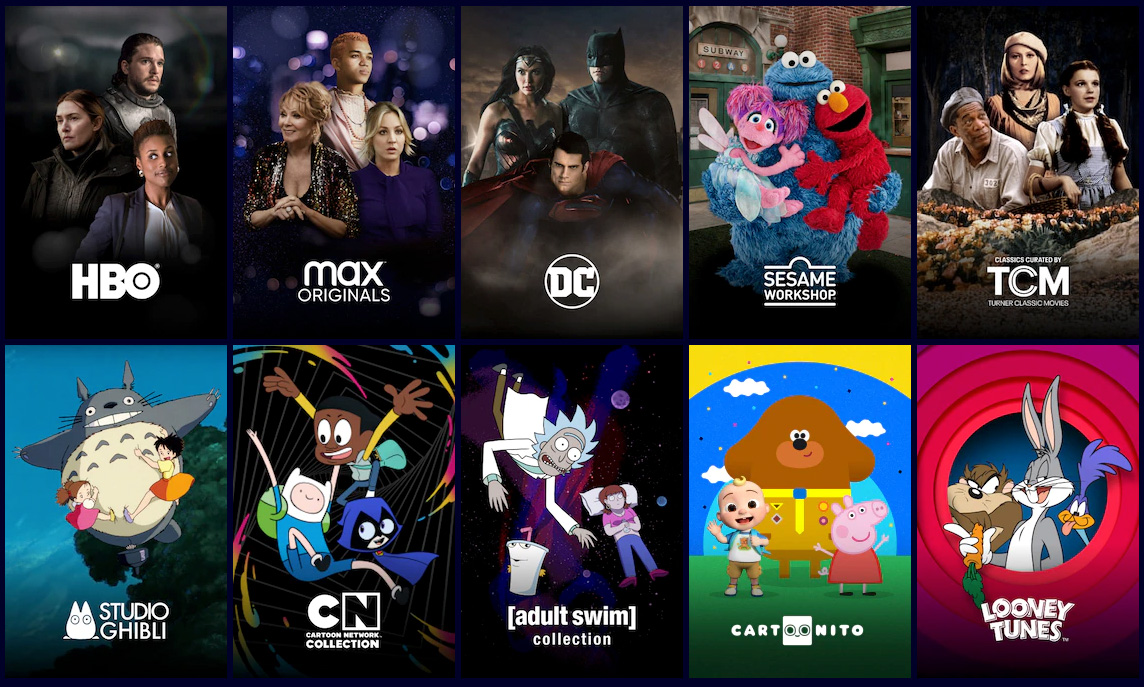 HBO
max
ORIGINALS
DC
SUBWAY
SESAME
WORKSHOP
CLASSICS CURATED BY
TCM
TURNER CLASSIC MOVIES
STUDIO
GHIBLI
CN
CARTOON NETWORK
COLLECTION
[adult swim]
collection
CARTOONITO
LOONEY
TUNES
TM